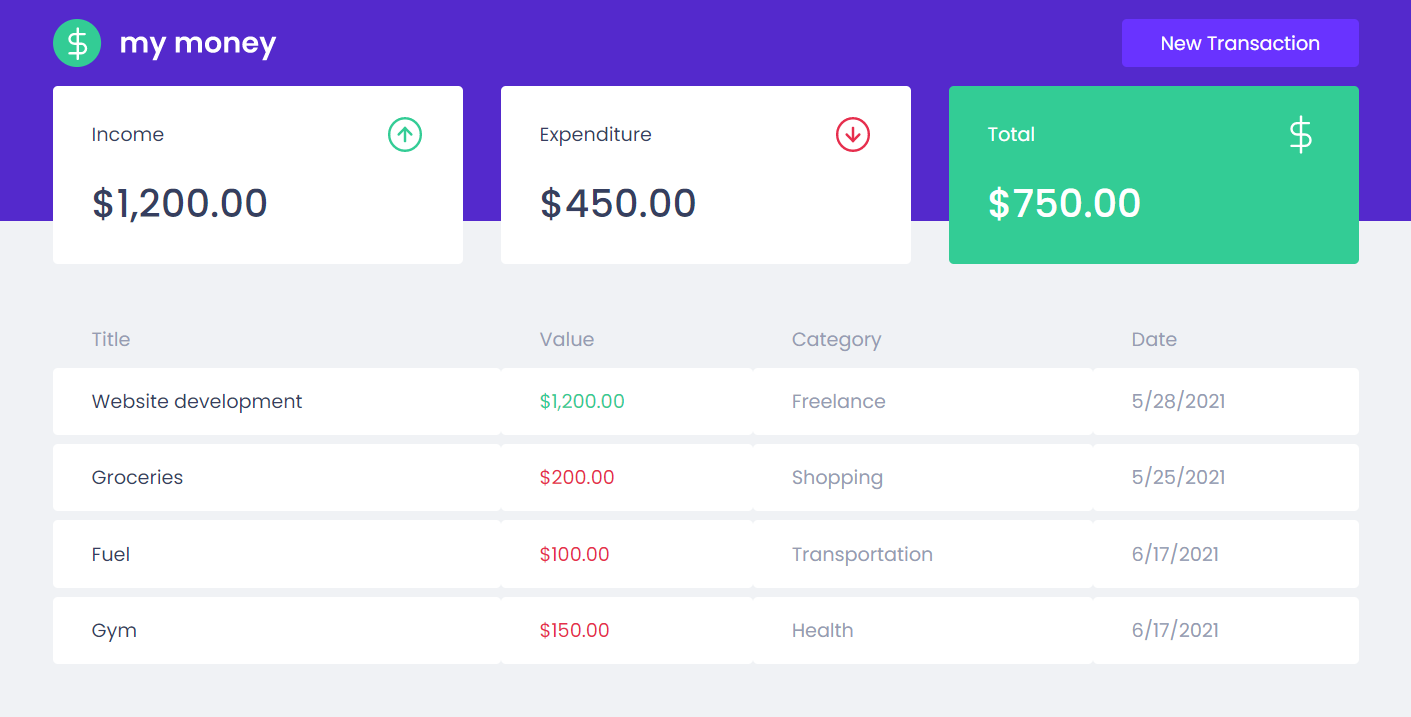 $ my money
New Transaction
Income
$1,200.00
Expenditure
$450.00
Total $
$750.00
Title Value Category Date
Website development $1,200.00 Freelance 5/28/2021
Groceries $200.00 Shopping 5/25/2021
Fuel $100.00 Transportation 6/17/2021
Gym $150.00 Health 6/17/2021